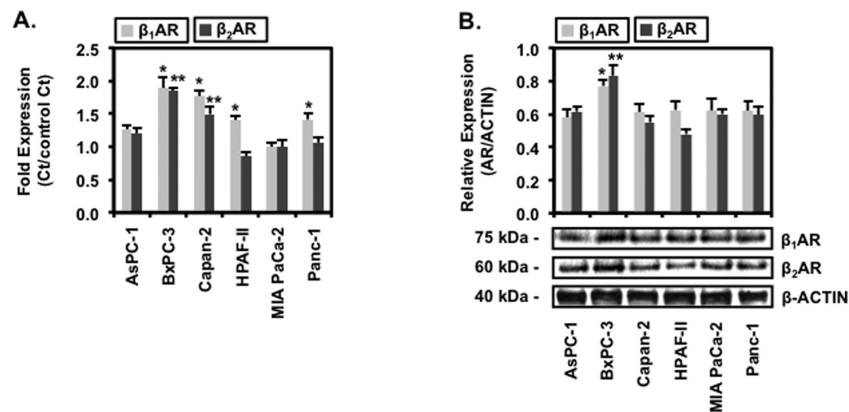 A.
β1AR β2AR
Fold Expression
(Ct/control Ct)
2.5
2.0
1.5
1.0
0.5
0.0
* ** * ** * *
AsPC-1
BxPC-3
Capan-2
HPAF-II
MIA PaCa-2
Panc-1
B.
β1AR β2AR
Relative Expression
(AR/ACTIN)
1.0
0.8
0.6
0.4
0.2
0.0
* **
75 kDa - β1AR
60 kDa - β2AR
40 kDa - β-ACTIN
AsPC-1
BxPC-3
Capan-2
HPAF-II
MIA PaCa-2
Panc-1